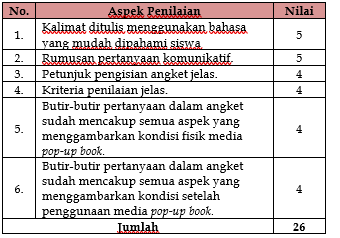 No. Aspek Penilaian Nilai
1. Kalimat ditulis menggunakan bahasa
yang mudah dipahami siswa. 5
2. Rumusan pertanyaan komunikatif. 5
3. Petunjuk pengisian angket jelas. 4
4. Kriteria penilaian jelas. 4
5. Butir-butir pertanyaan dalam angket
sudah mencakup semua aspek yang
menggambarkan kondisi fisik media
pop-up book. 4
6. Butir-butir pertanyaan dalam angket
sudah mencakup semua aspek yang
menggambarkan kondisi setelah
penggunaan media pop-up book. 4
Jumlah 26